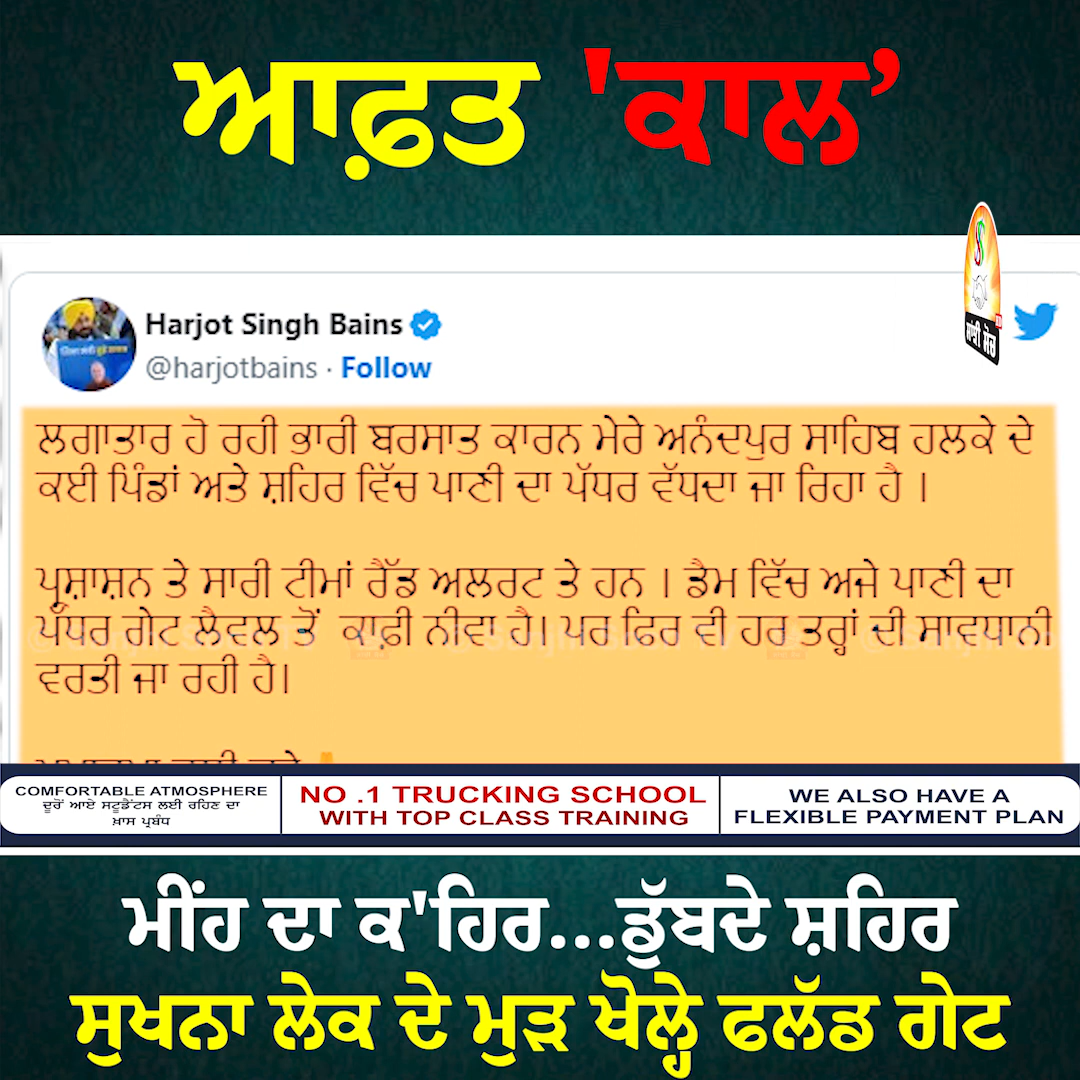 ਆਫ਼ਤ 'ਕਾਲ’
Harjot Singh Bains
@harjotbains · Follow
ਸਾਂਝੀ ਸੋਚ
ਲਗਾਤਾਰ ਹੋ ਰਹੀ ਭਾਰੀ ਬਰਸਾਤ ਕਾਰਨ ਮੇਰੇ ਅਨੰਦਪੁਰ ਸਾਹਿਬ ਹਲਕੇ ਦੇ
ਕਈ ਪਿੰਡਾਂ ਅਤੇ ਸ਼ਹਿਰ ਵਿੱਚ ਪਾਣੀ ਦਾ ਪੱਧਰ ਵੱਧਦਾ ਜਾ ਰਿਹਾ ਹੈ ।
ਪ੍ਰਸ਼ਾਸ਼ਨ ਤੇ ਸਾਰੀ ਟੀਮਾਂ ਰੈੱਡ ਅਲਰਟ ਤੇ ਹਨ । ਡੈਮ ਵਿੱਚ ਅਜੇ ਪਾਣੀ ਦਾ
ਪੱਧਰ ਗੇਟ ਲੈਵਲ ਤੋਂ ਕਾਫ਼ੀ ਨੀਵਾ ਹੈ। ਪਰ ਫਿਰ ਵੀ ਹਰ ਤਰ੍ਹਾਂ ਦੀ ਸਾਵਧਾਨੀ
ਵਰਤੀ ਜਾ ਰਹੀ ਹੈ।
COMFORTABLE ATMOSPHERE
ਦੂਰੋਂ ਆਏ ਸਟੂਡੈਂਟਸ ਲਈ ਰਹਿਣ ਦਾ
ਖ਼ਾਸ ਪ੍ਰਬੰਧ
NO .1 TRUCKING SCHOOL
WITH TOP CLASS TRAINING
WE ALSO HAVE A
FLEXIBLE PAYMENT PLAN
ਮੀਂਹ ਦਾ ਕ'ਹਿਰ...ਡੁੱਬਦੇ ਸ਼ਹਿਰ
ਸੁਖਨਾ ਲੇਕ ਦੇ ਮੁੜ ਖੋਲ੍ਹੇ ਫਲੱਡ ਗੇਟ